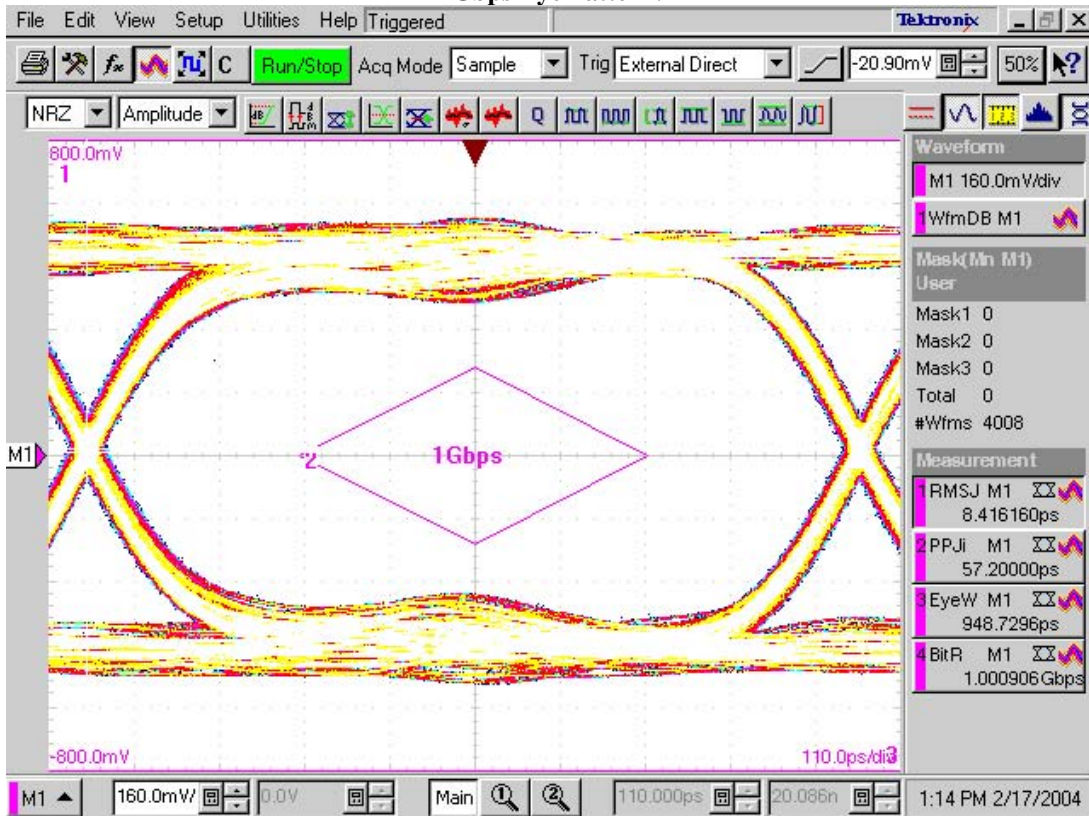 File Edit View Setup Utilities Help Triggered Tektronix
Run/Stop Acq Mode Sample Trig External Direct -20.90mV 50%
NRZ Amplitude Q
800.0mV
1
M1
2
1Gbps
-800.0mV
110.0ps/div
3
Waveform
M1 160.0mV/div
1 WfmDB M1
Mask(Mn M1)
User
Mask1 0
Mask2 0
Mask3 0
Total 0
#Wfms 4008
Measurement
1 RMSJ M1
8.416160ps
2 PPJi M1
57.20000ps
3 EyeW M1
948.7296ps
4 BitR M1
1.000906Gbps
M1 160.0mV/ 0.0V Main 1 2 110.000ps 20.086n 1:14 PM 2/17/2004